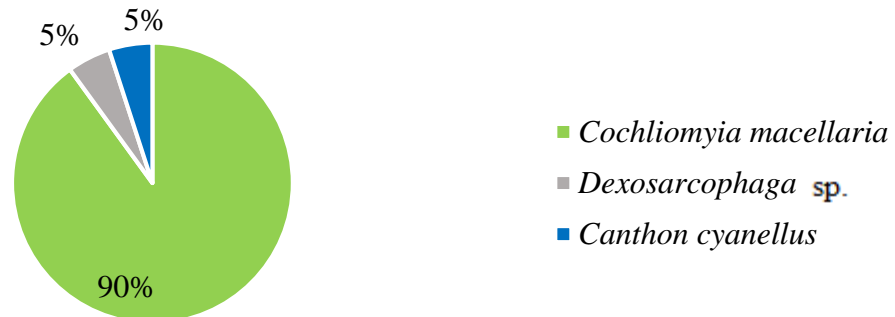 5%
5%
90%
Cochliomyia macellaria
Dexosarcophaga sp.
Canthon cyanellus